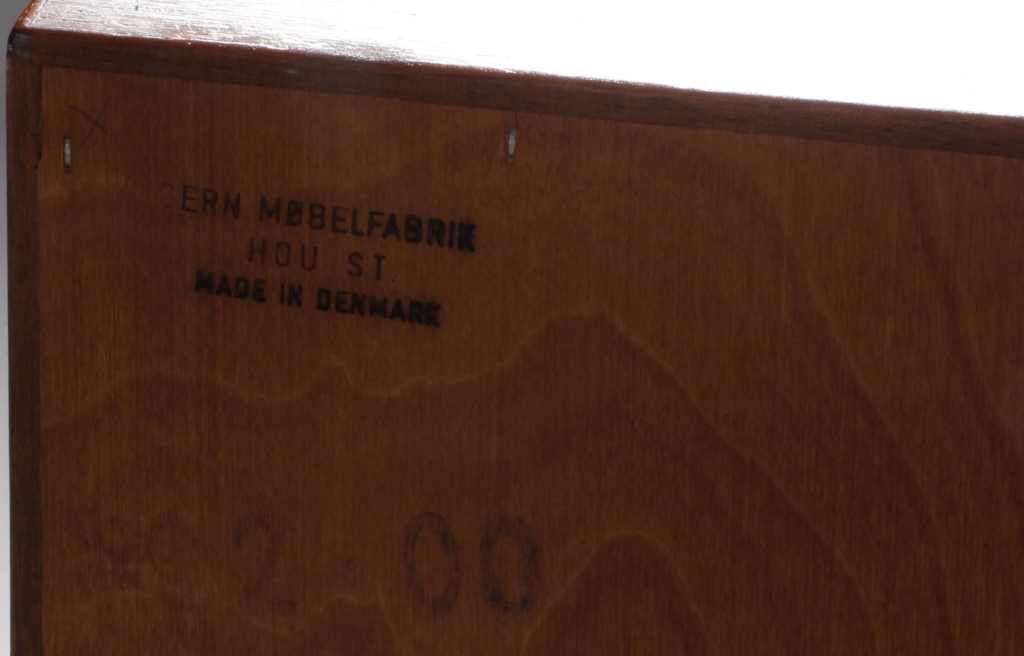 ERN MØBELFABRIK
HOU ST.
MADE IN DENMARK
2 00